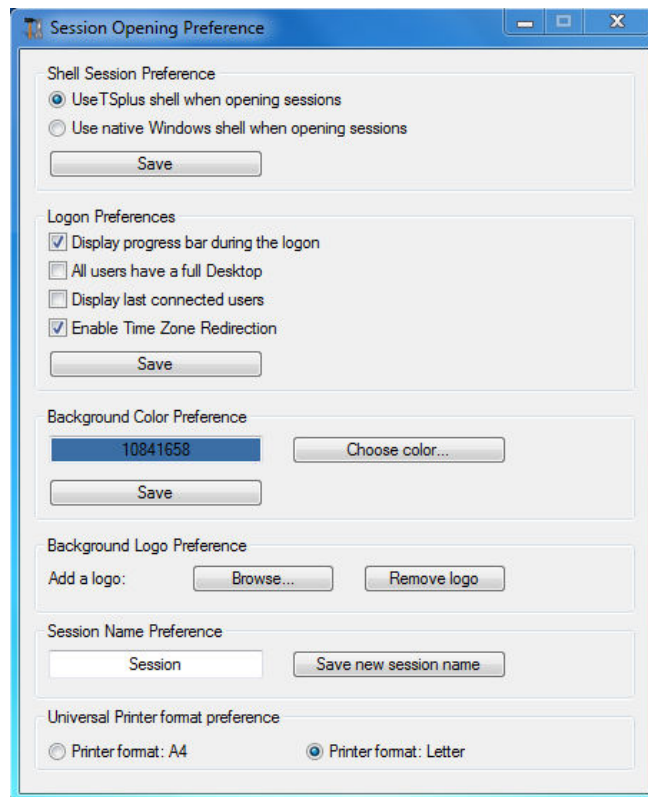 Session Opening Preference
Shell Session Preference
UseTSplus shell when opening sessions
Use native Windows shell when opening sessions
Save
Logon Preferences
Display progress bar during the logon
All users have a full Desktop
Display last connected users
Enable Time Zone Redirection
Save
Background Color Preference
10841658 Choose color...
Save
Background Logo Preference
Add a logo: Browse... Remove logo
Session Name Preference
Session Save new session name
Universal Printer format preference
Printer format: A4 Printer format: Letter